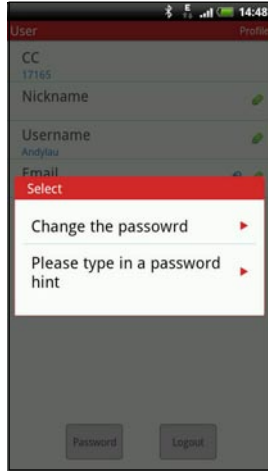 E
14:48
User Profile
CC
17165
Nickname
Username
Andylau
Email
Select
Change the passowrd
Please type in a password
hint
Password Logout